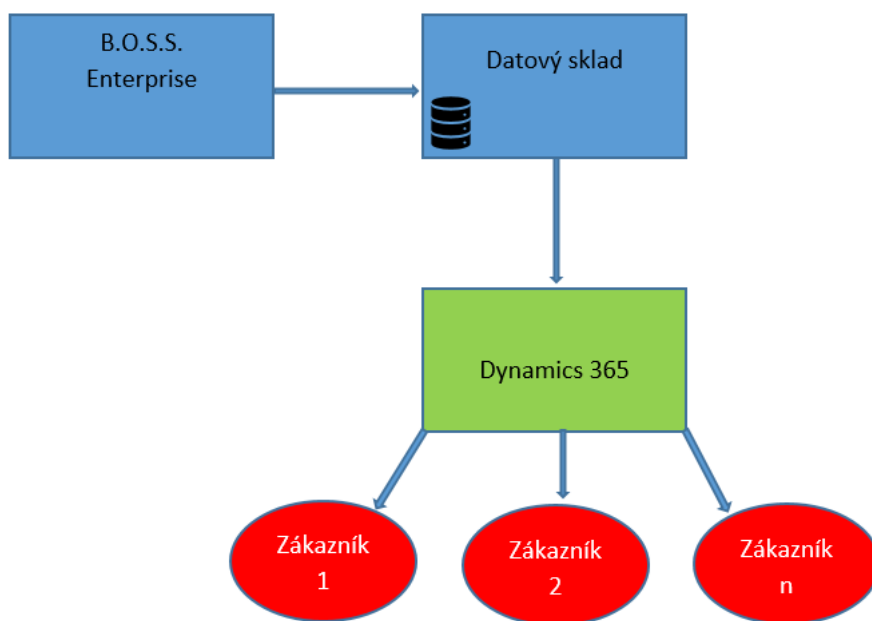 B.O.S.S.
Enterprise
Datový sklad
Dynamics 365
Zákazník
1
Zákazník
2
Zákazník
n